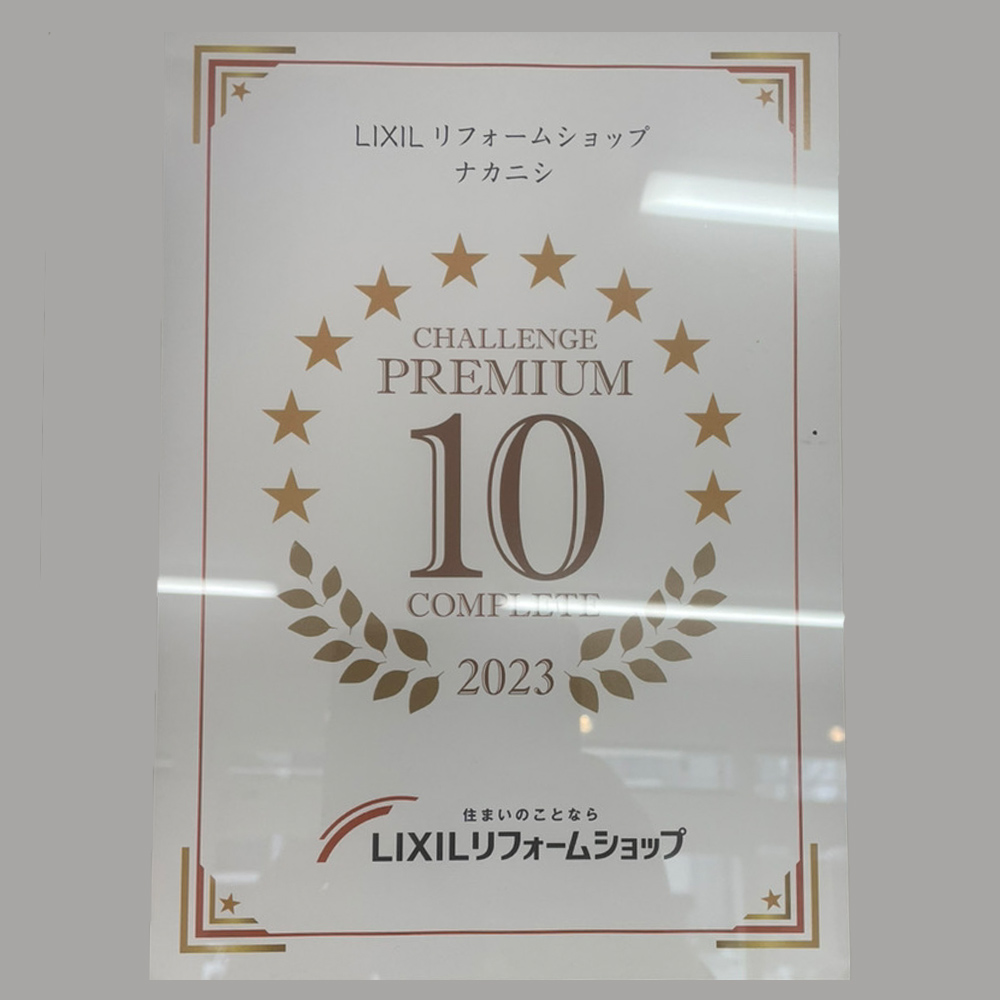 LIXIL リフォームショップ
ナカニシ
CHALLENGE
PREMIUM
10
COMPLETE
2023
住まいのことなら
LIXILリフォームショップ